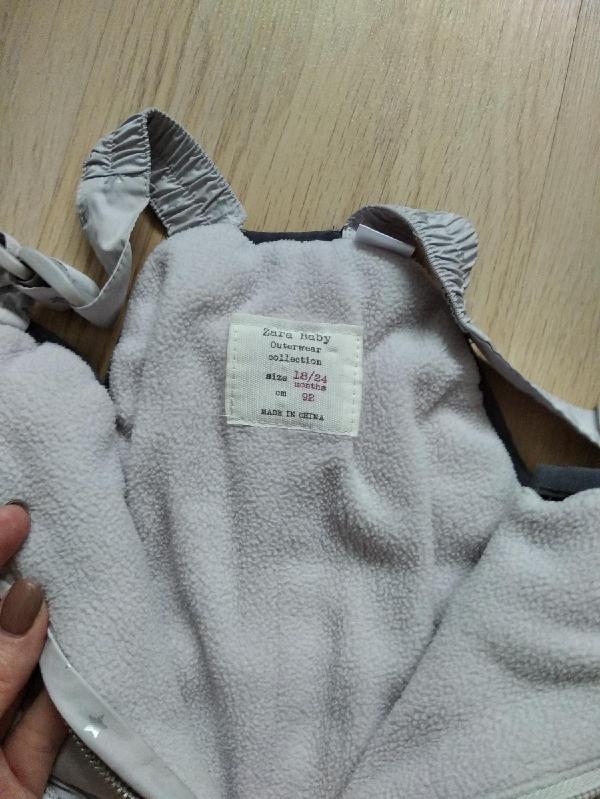 Zara Baby
Outerwear
collection
size 18/24
months
cm 92
MADE IN CHINA